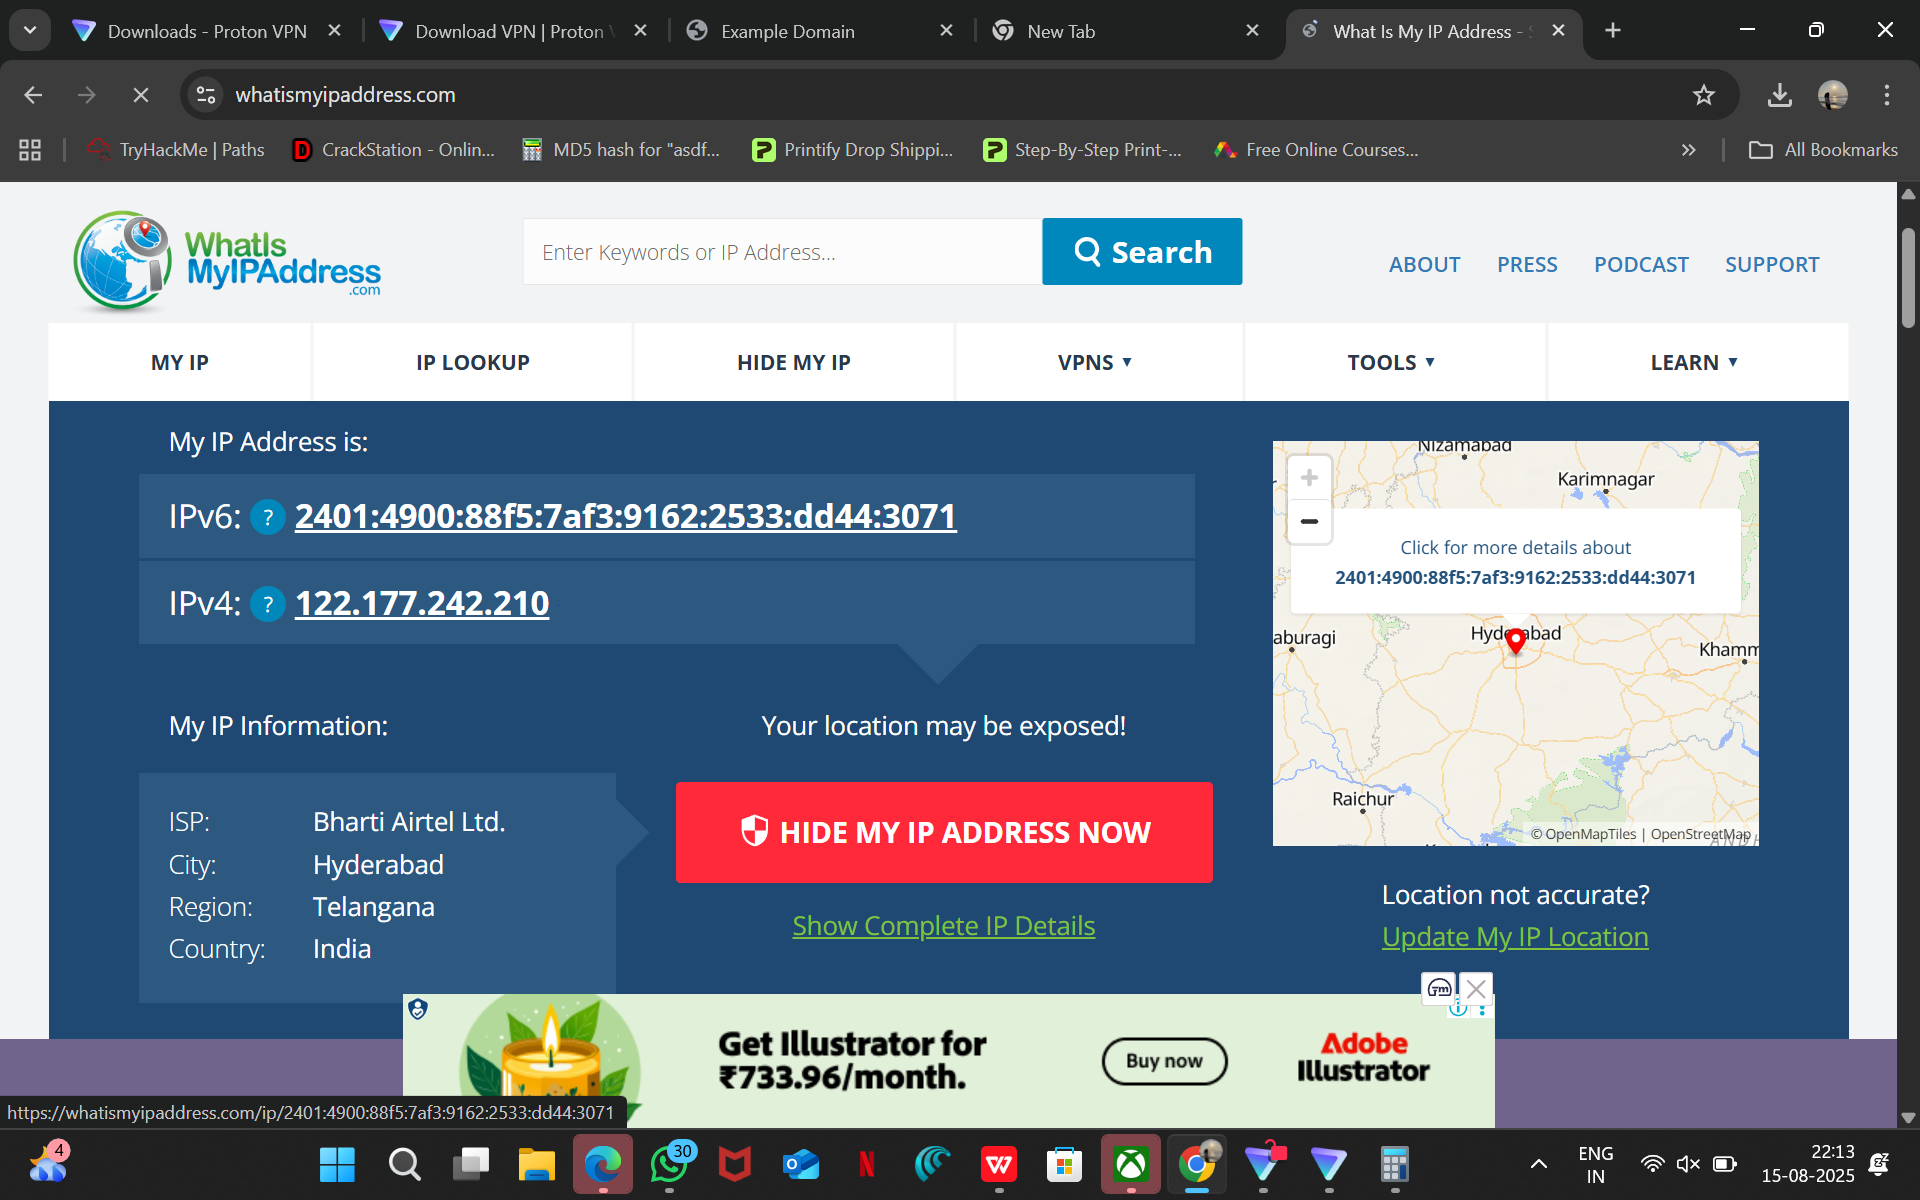 Downloads - Proton VPN
Download VPN | Proton
Example Domain
New Tab
What Is My IP Address -
whatismyipaddress.com
TryHackMe | Paths
CrackStation - Onlin...
MD5 hash for "asdf...
Printify Drop Shippi...
Step-By-Step Print-...
Free Online Courses...
All Bookmarks
WhatIs
MyIPAddress
.com
Enter Keywords or IP Address...
Search
ABOUT
PRESS
PODCAST
SUPPORT
MY IP
IP LOOKUP
HIDE MY IP
VPNS
TOOLS
LEARN
My IP Address is:
IPv6: ? 2401:4900:88f5:7af3:9162:2533:dd44:3071
IPv4: ? 122.177.242.210
Nizamabad
Karimnagar
Click for more details about
2401:4900:88f5:7af3:9162:2533:dd44:3071
Hyderabad
aburagi
Khamm
Raichur
© OpenMapTiles | OpenStreetMap
My IP Information:
Your location may be exposed!
ISP: Bharti Airtel Ltd.
City: Hyderabad
Region: Telangana
Country: India
HIDE MY IP ADDRESS NOW
Show Complete IP Details
Location not accurate?
Update My IP Location
Get Illustrator for
₹733.96/month.
Buy now
Adobe
Illustrator
https://whatismyipaddress.com/ip/2401:4900:88f5:7af3:9162:2533:dd44:3071
4
30
ENG
IN
22:13
15-08-2025